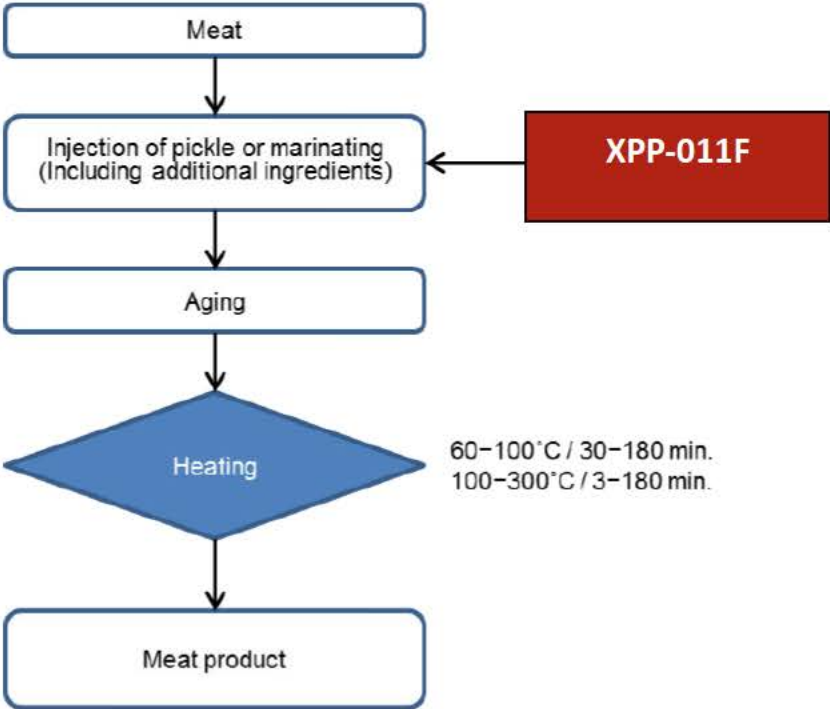 Meat
Injection of pickle or marinating
(Including additional ingredients)
XPP-011F
Aging
Heating
60-100°C / 30-180 min.
100-300°C / 3-180 min.
Meat product